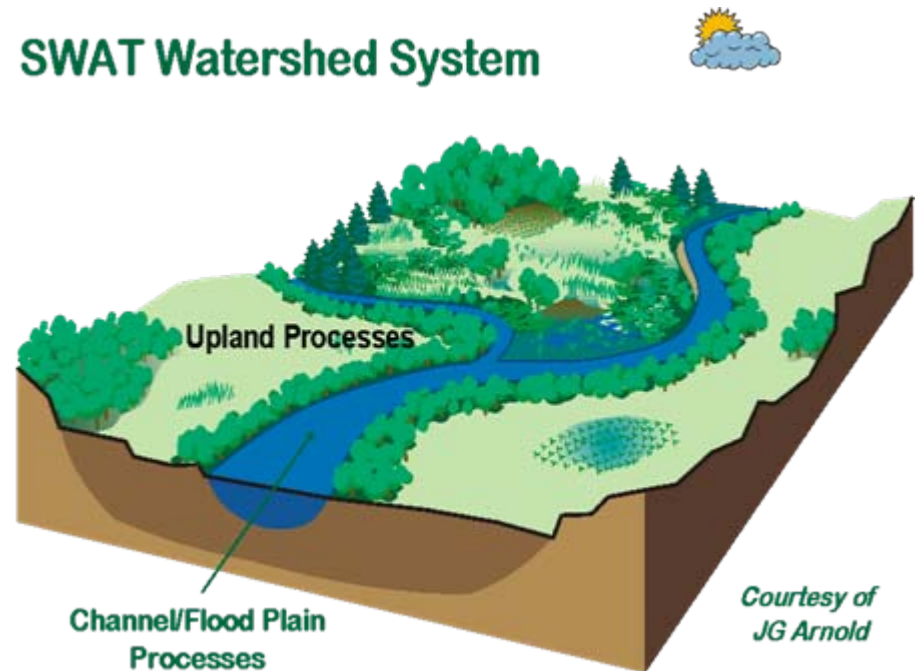 SWAT Watershed System
Upland Processes
Channel/Flood Plain
Processes
Courtesy of
JG Arnold